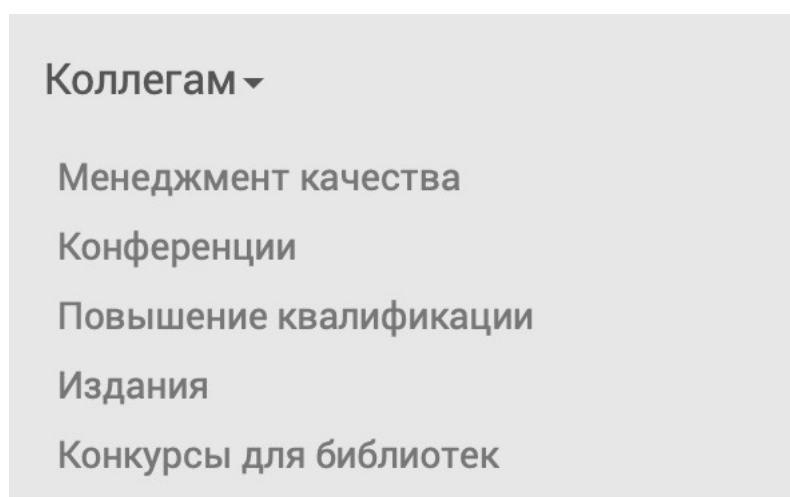 Коллегам
Менеджмент качества
Конференции
Повышение квалификации
Издания
Конкурсы для библиотек